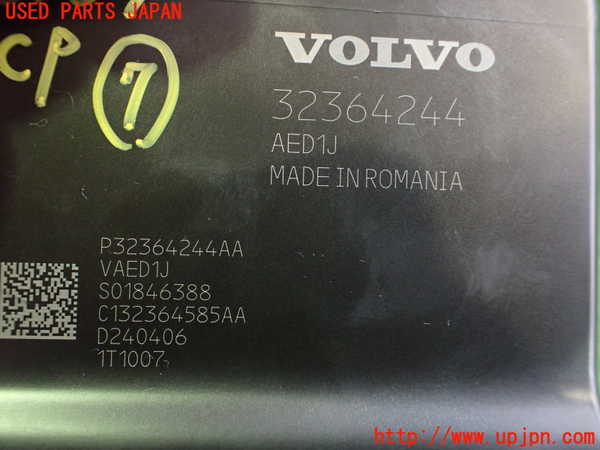 USED PARTS JAPAN
CP 7
VOLVO
32364244
AED1J
MADE IN ROMANIA
P32364244AA
VAED1J
S01846388
C132364585AA
D240406
1T1007
http://www.upjpn.com/